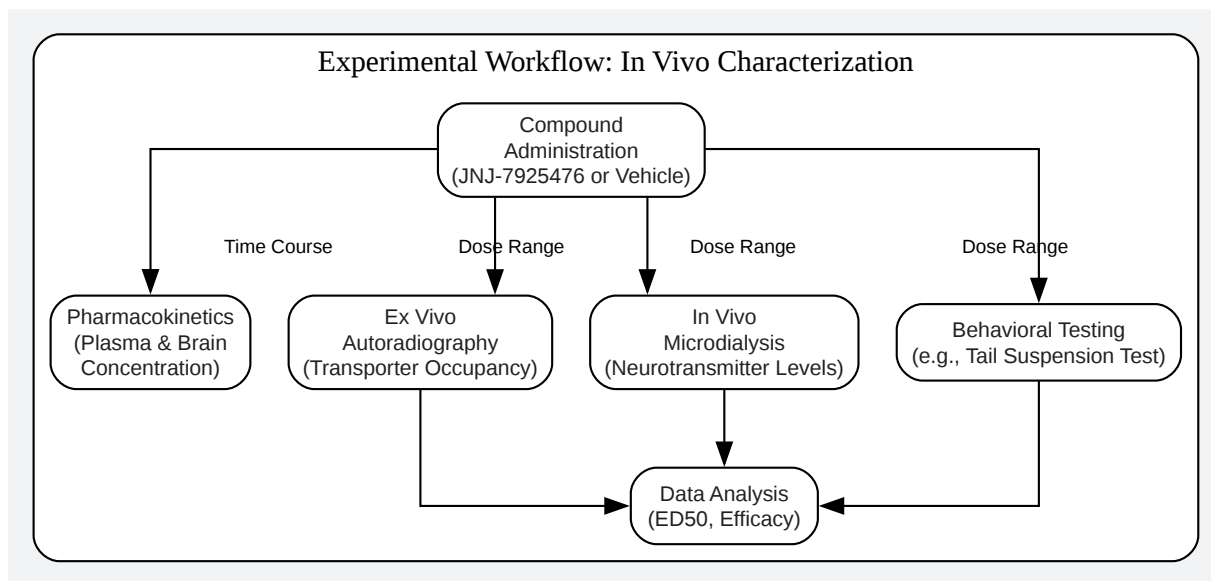 Experimental Workflow: In Vivo Characterization
Compound
Administration
(JNJ-7925476 or Vehicle)
Time Course
Dose Range
Dose Range
Dose Range
Pharmacokinetics
(Plasma & Brain
Concentration)
Ex Vivo
Autoradiography
(Transporter Occupancy)
In Vivo
Microdialysis
(Neurotransmitter Levels)
Behavioral Testing
(e.g., Tail Suspension Test)
Data Analysis
(ED50, Efficacy)